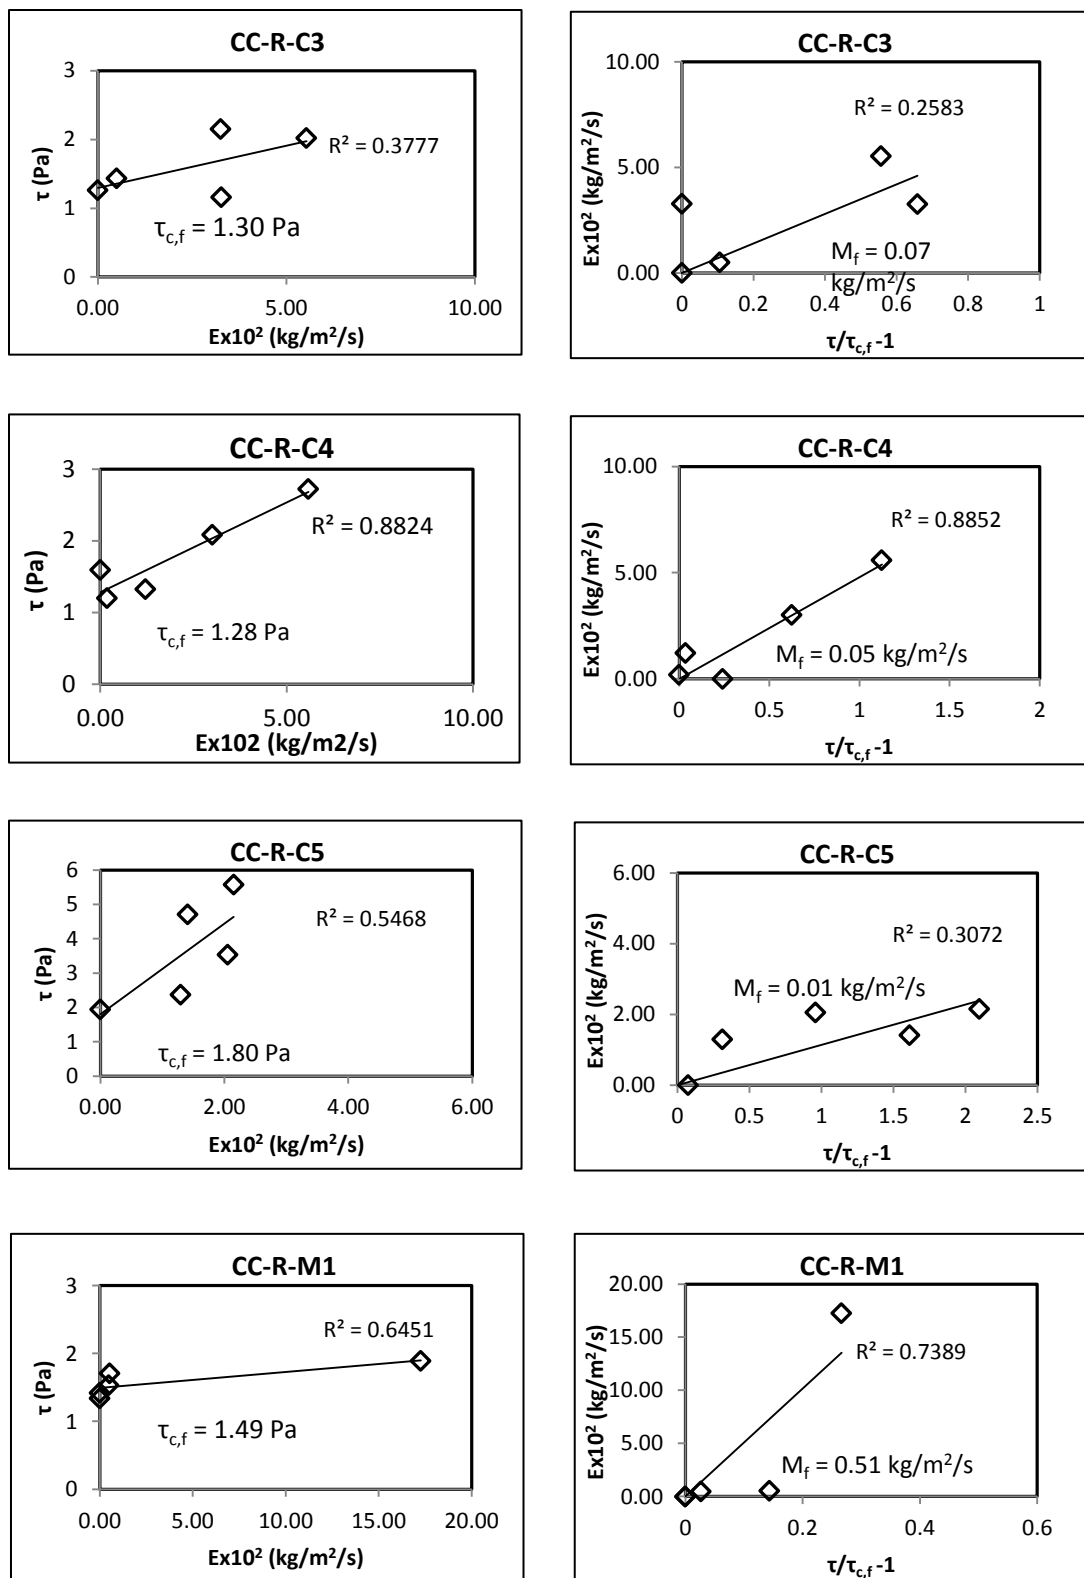 CC-R-C3
3
2
1
0
τ (Pa)
R² = 0.3777
τc,f = 1.30 Pa
0.00
5.00
10.00
Ex10² (kg/m²/s)
CC-R-C3
10.00
5.00
0.00
Ex10² (kg/m²/s)
R² = 0.2583
Mf = 0.07
kg/m²/s
0
0.2
0.4
0.6
0.8
1
τ/τc,f -1
CC-R-C4
3
2
1
0
τ (Pa)
R² = 0.8824
τc,f = 1.28 Pa
0.00
5.00
10.00
Ex102 (kg/m2/s)
CC-R-C4
10.00
5.00
0.00
Ex10² (kg/m²/s)
R² = 0.8852
Mf = 0.05 kg/m²/s
0
0.5
1
1.5
2
τ/τc,f -1
CC-R-C5
6
5
4
3
2
1
0
τ (Pa)
R² = 0.5468
τc,f = 1.80 Pa
0.00
2.00
4.00
6.00
Ex10² (kg/m²/s)
CC-R-C5
6.00
4.00
2.00
0.00
Ex10² (kg/m²/s)
R² = 0.3072
Mf = 0.01 kg/m²/s
0
0.5
1
1.5
2
2.5
τ/τc,f -1
CC-R-M1
3
2
1
0
τ (Pa)
R² = 0.6451
τc,f = 1.49 Pa
0.00
5.00
10.00
15.00
20.00
Ex10² (kg/m²/s)
CC-R-M1
20.00
15.00
10.00
5.00
0.00
Ex10² (kg/m²/s)
R² = 0.7389
Mf = 0.51 kg/m²/s
0
0.2
0.4
0.6
τ/τc,f -1